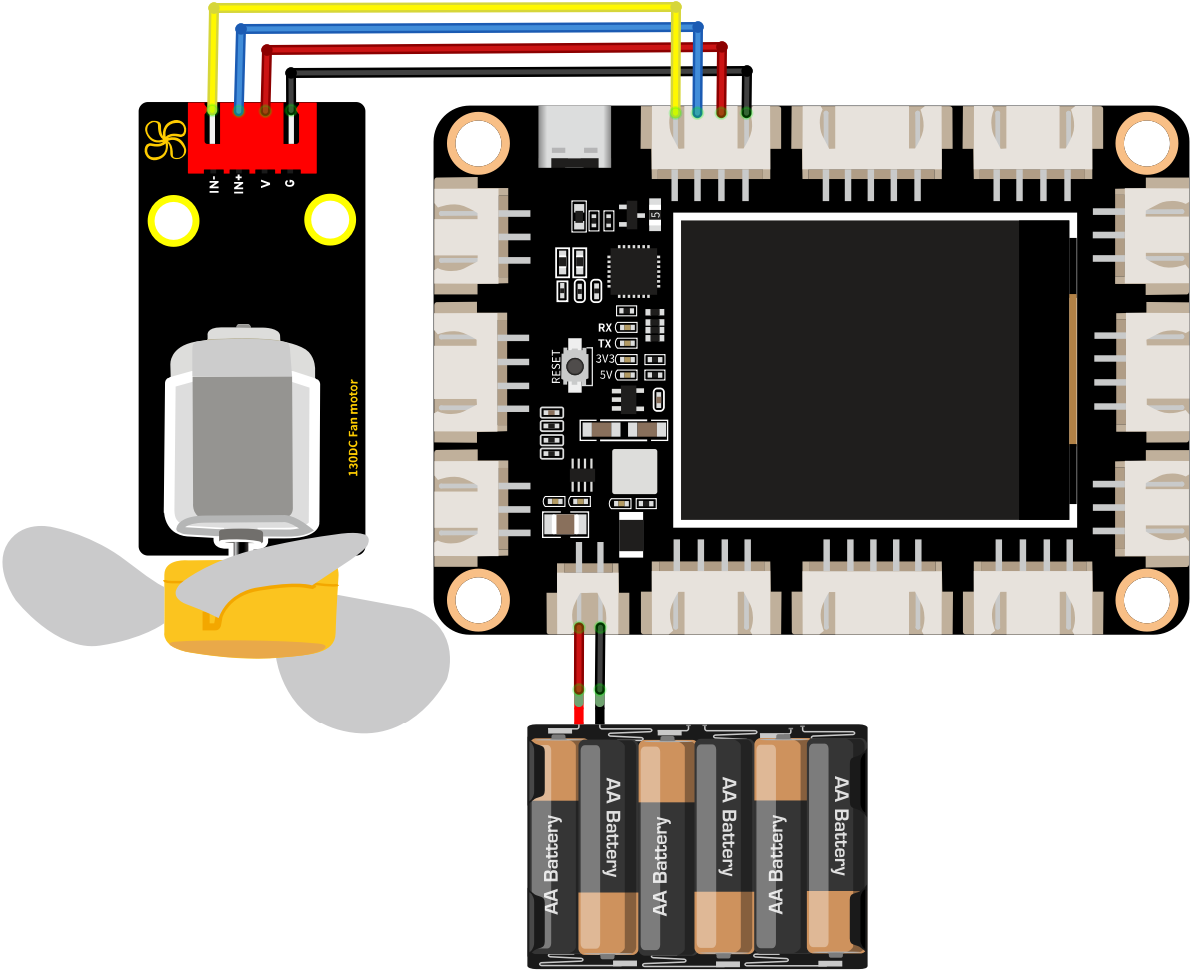 IN-
IN+
V
G
130DC Fan motor
5
RX
TX
3V3
5V
RESET
AA Battery
AA Battery
AA Battery
AA Battery
AA Battery
AA Battery